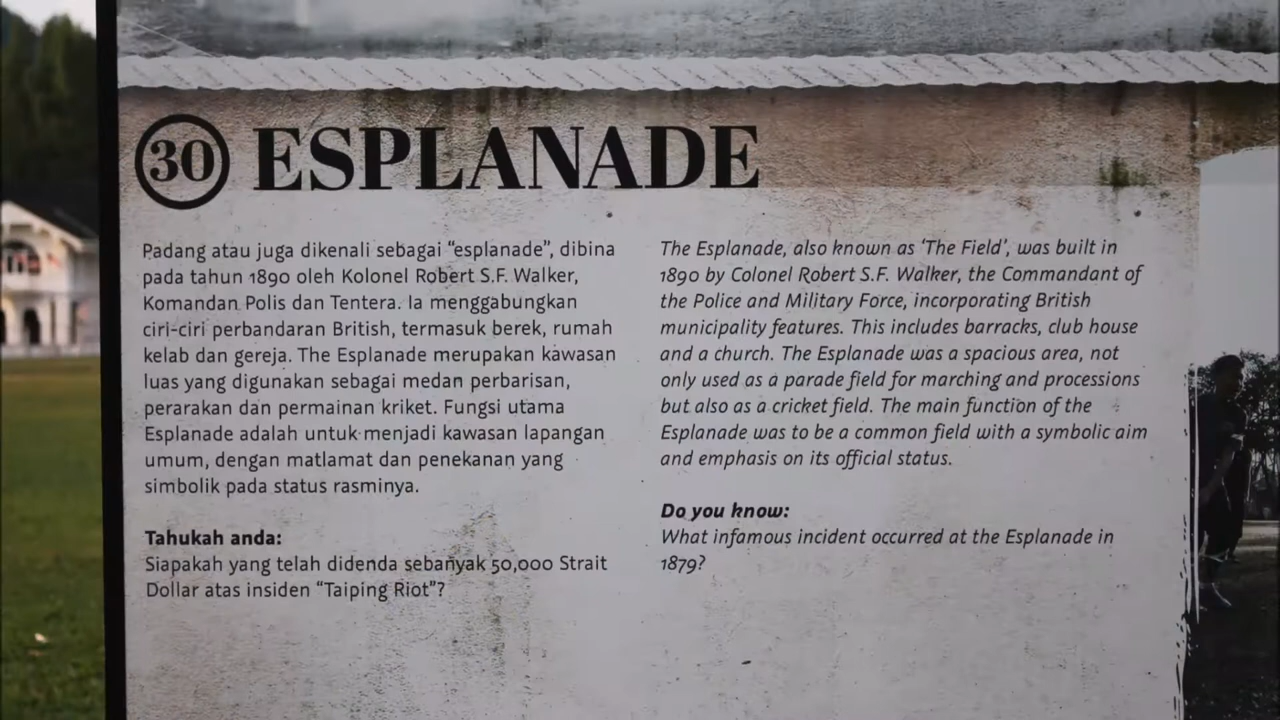 30 ESPLANADE
Padang atau juga dikenali sebagai “esplanade”, dibina
pada tahun 1890 oleh Kolonel Robert S.F. Walker,
Komandan Polis dan Tentera. Ia menggabungkan
ciri-ciri perbandaran British, termasuk berek, rumah
kelab dan gereja. The Esplanade merupakan kawasan
luas yang digunakan sebagai medan perbarisan,
perarakan dan permainan kriket. Fungsi utama
Esplanade adalah untuk menjadi kawasan lapangan
umum, dengan matlamat dan penekanan yang
simbolik pada status rasminya.
Tahukah anda:
Siapakah yang telah didenda sebanyak 50,000 Strait
Dollar atas insiden “Taiping Riot”?
The Esplanade, also known as ‘The Field’, was built in
1890 by Colonel Robert S.F. Walker, the Commandant of
the Police and Military Force, incorporating British
municipality features. This includes barracks, club house
and a church. The Esplanade was a spacious area, not
only used as a parade field for marching and processions
but also as a cricket field. The main function of the
Esplanade was to be a common field with a symbolic aim
and emphasis on its official status.
Do you know:
What infamous incident occurred at the Esplanade in
1879?